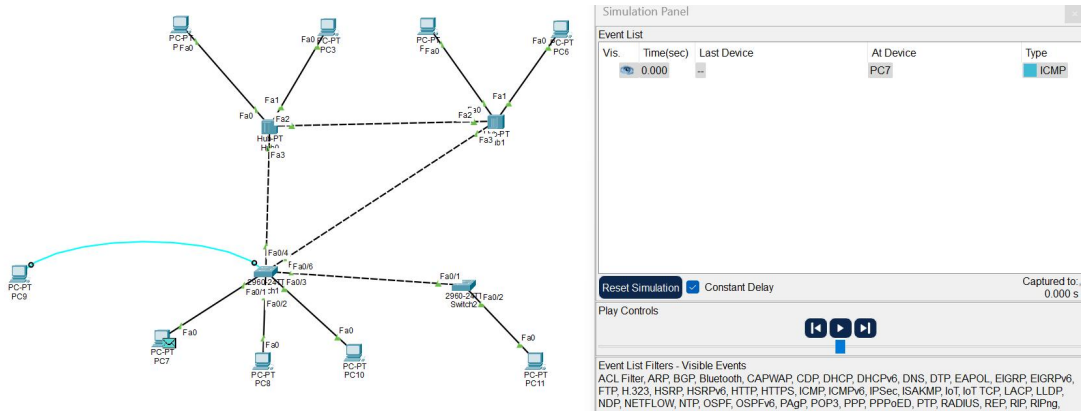 Simulation Panel
Event List
Vis. Time(sec) Last Device At Device Type
0.000 -- PC7 ICMP
Reset Simulation Constant Delay Captured to:
0.000 s
Play Controls
Event List Filters - Visible Events
ACL Filter, ARP, BGP, Bluetooth, CAPWAP, CDP, DHCP, DHCPv6, DNS, DTP, EAPOL, EIGRP, EIGRPv6,
FTP, H.323, HSRP, HSRPv6, HTTP, HTTPS, ICMP, ICMPv6, IPSec, ISAKMP, IoT, IoT TCP, LACP, LLDP,
NDP, NETFLOW, NTP, OSPF, OSPFv6, PAgP, POP3, PPP, PPPoED, PTP, RADIUS, REP, RIP, RIPng,
PC-PT
Fa0
Fa0
PC-PT
PC3
PC-PT
Fa0
Fa0
PC-PT
PC6
Fa0
Fa1
Fa2
Hub-PT
Fa3
Fa1
Fa2
Fa3
Fa0/4
Fa0/6
Fa0/3
Fa0/1
Fa0/2
PC-PT
PC9
Fa0/1
2960-24TT
Switch2
Fa0/2
Fa0
PC-PT
PC7
Fa0
PC-PT
PC8
Fa0
PC-PT
PC10
Fa0
PC-PT
PC11